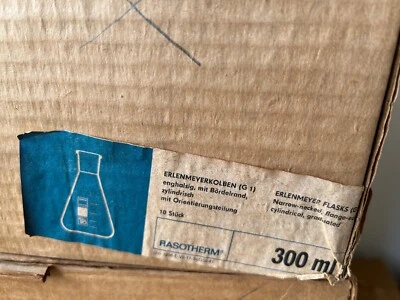 ERLENMEYERKOLBEN (G 1)
enghalsig, mit Bördelrand,
zylindrisch
mit Orientierungsteilung
10 Stück
ERLENMEYER FLASKS
Narrow-necked,
cylindrical, graduated
RASOTHERM®
300 ml